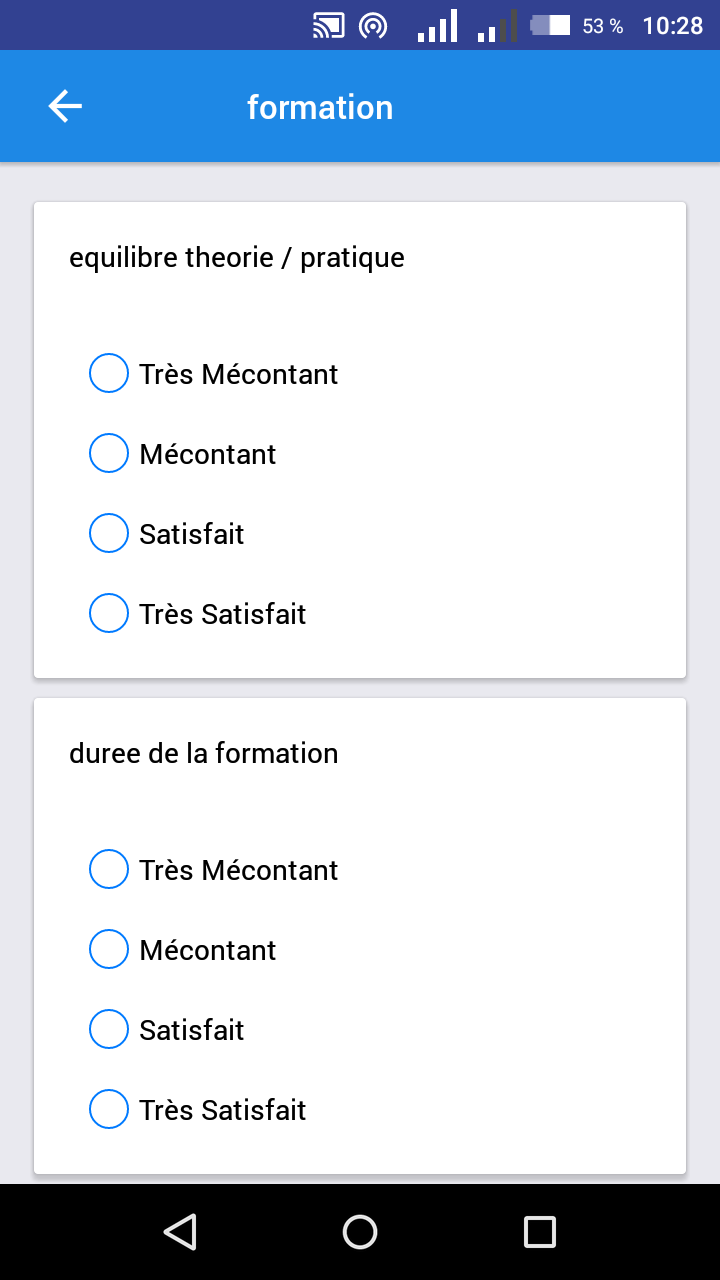 53 % 10:28
formation
equilibre theorie / pratique
Très Mécontant
Mécontant
Satisfait
Très Satisfait
duree de la formation
Très Mécontant
Mécontant
Satisfait
Très Satisfait